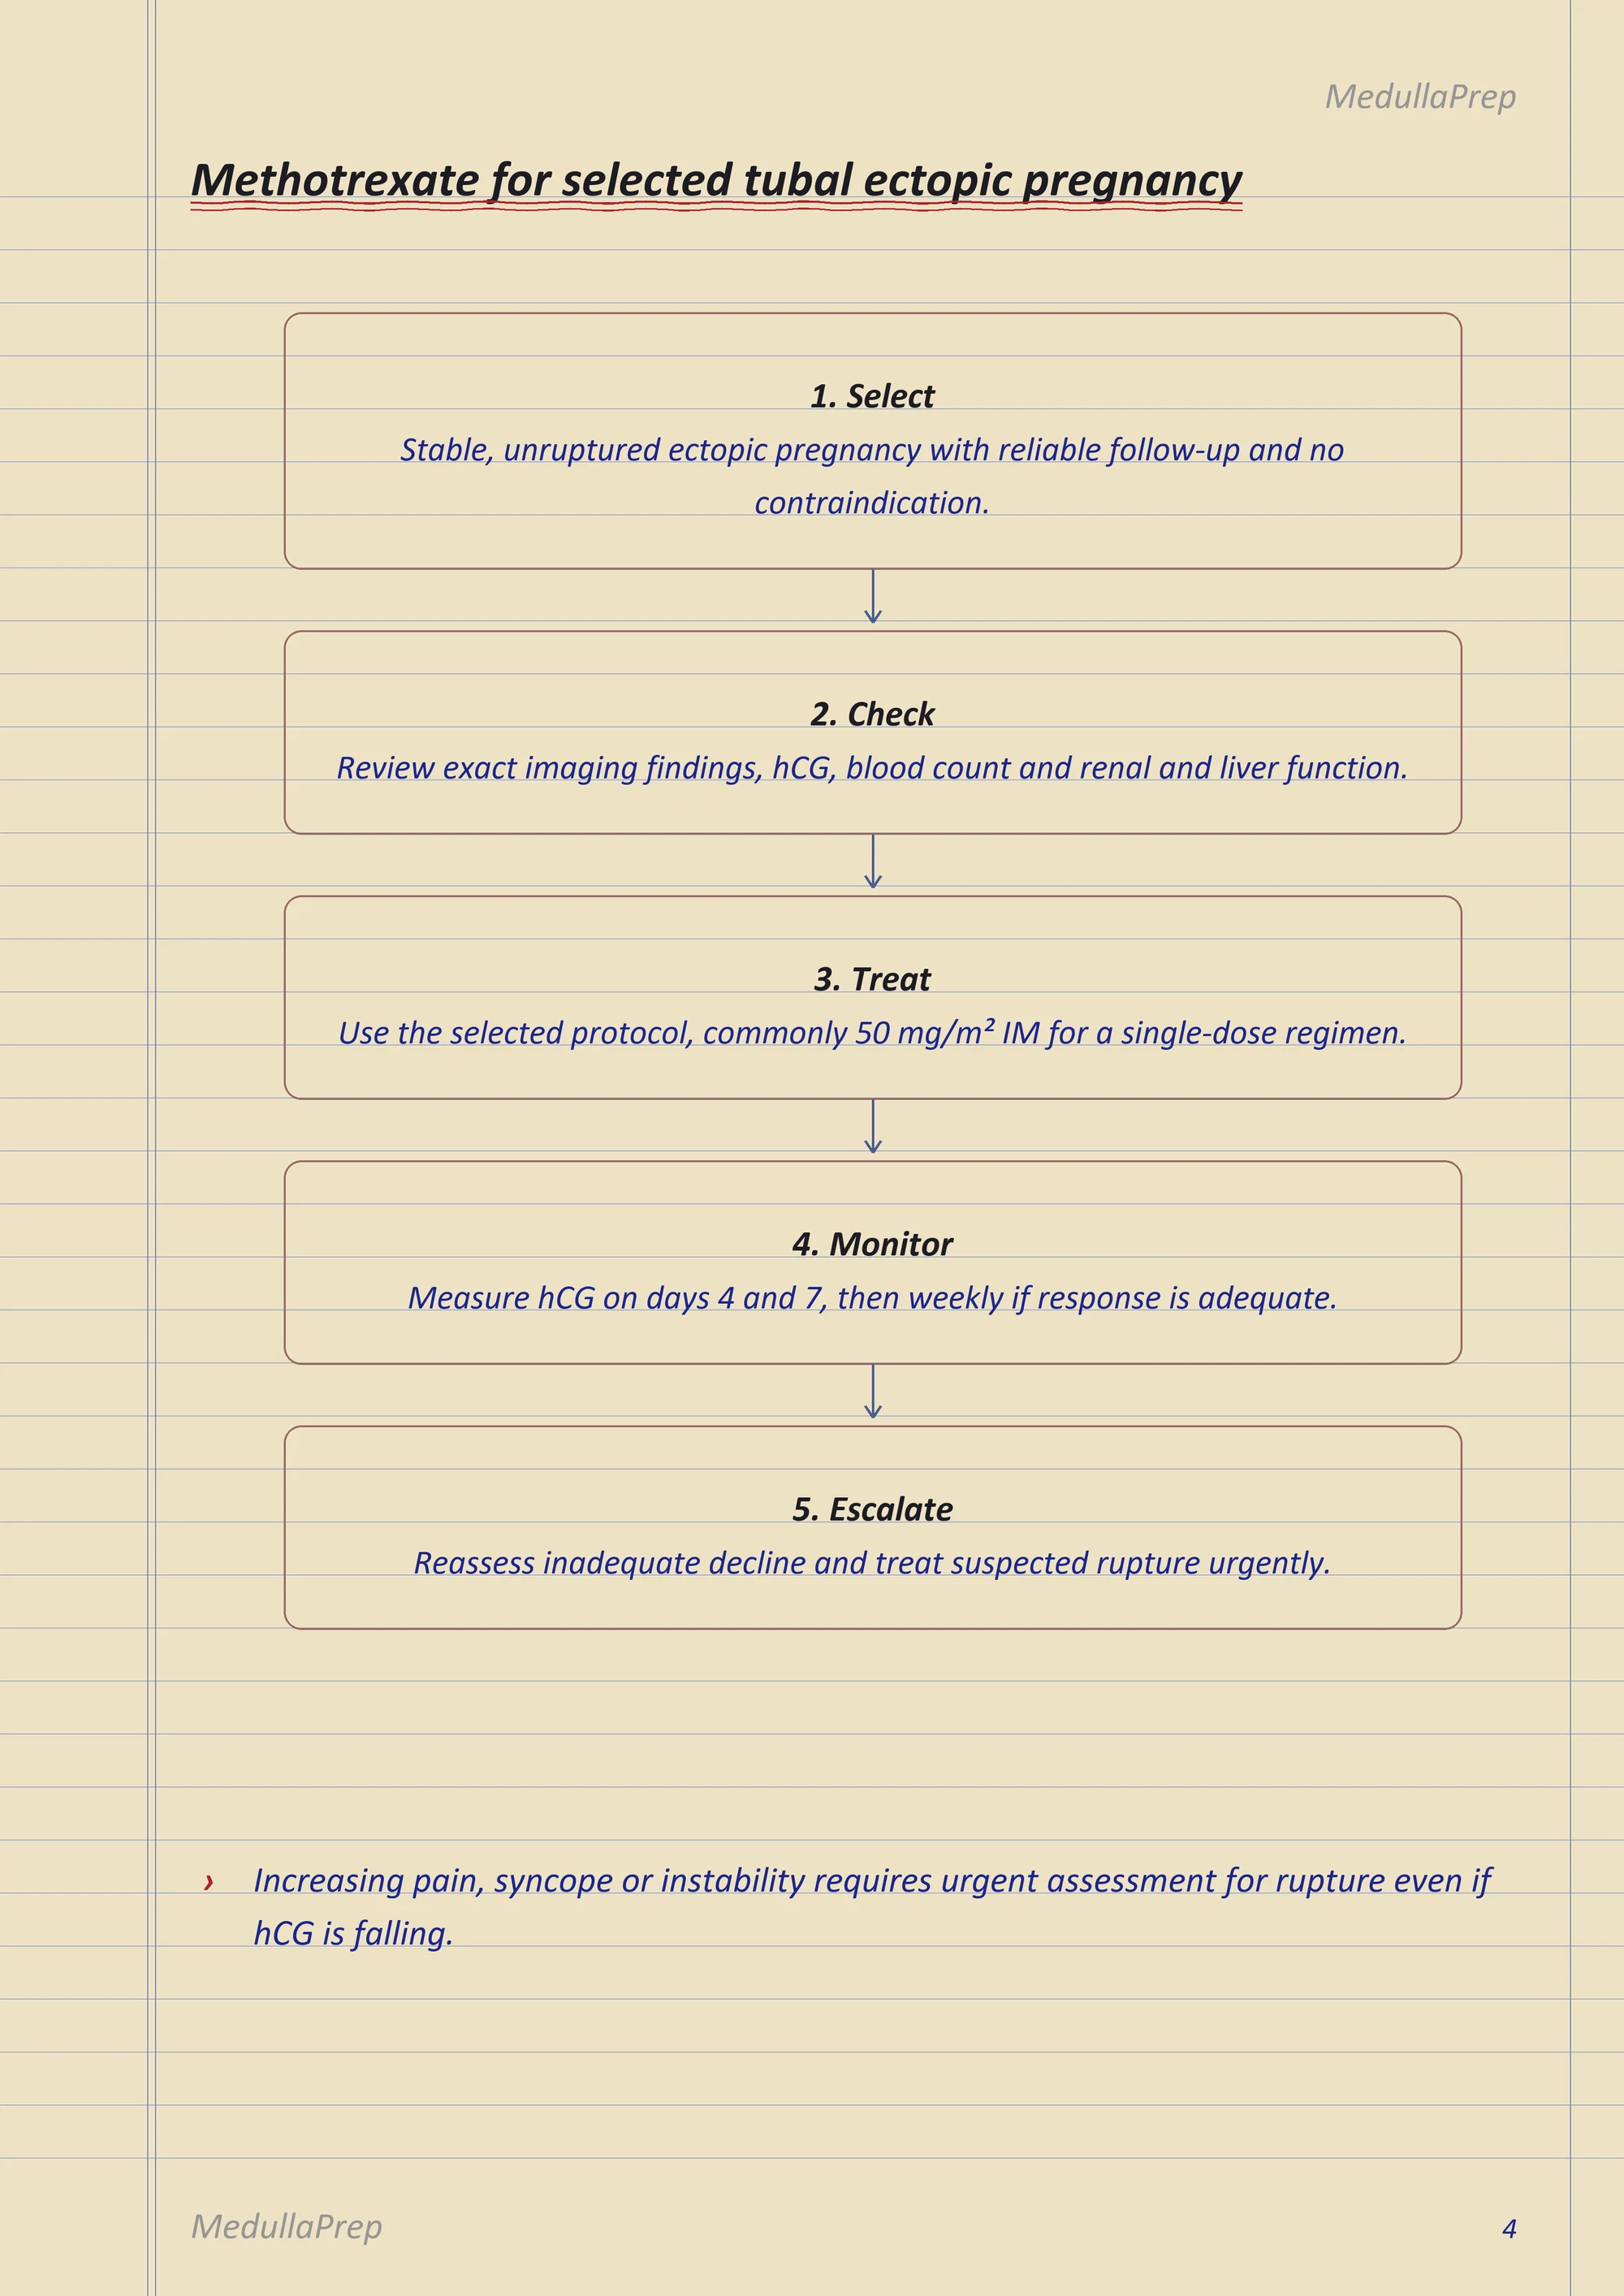 MedullaPrep
Methotrexate for selected tubal ectopic pregnancy
1. Select
Stable, unruptured ectopic pregnancy with reliable follow-up and no
contraindication.
2. Check
Review exact imaging findings, hCG, blood count and renal and liver function.
3. Treat
Use the selected protocol, commonly 50 mg/m² IM for a single-dose regimen.
4. Monitor
Measure hCG on days 4 and 7, then weekly if response is adequate.
5. Escalate
Reassess inadequate decline and treat suspected rupture urgently.
› Increasing pain, syncope or instability requires urgent assessment for rupture even if
hCG is falling.
MedullaPrep
4